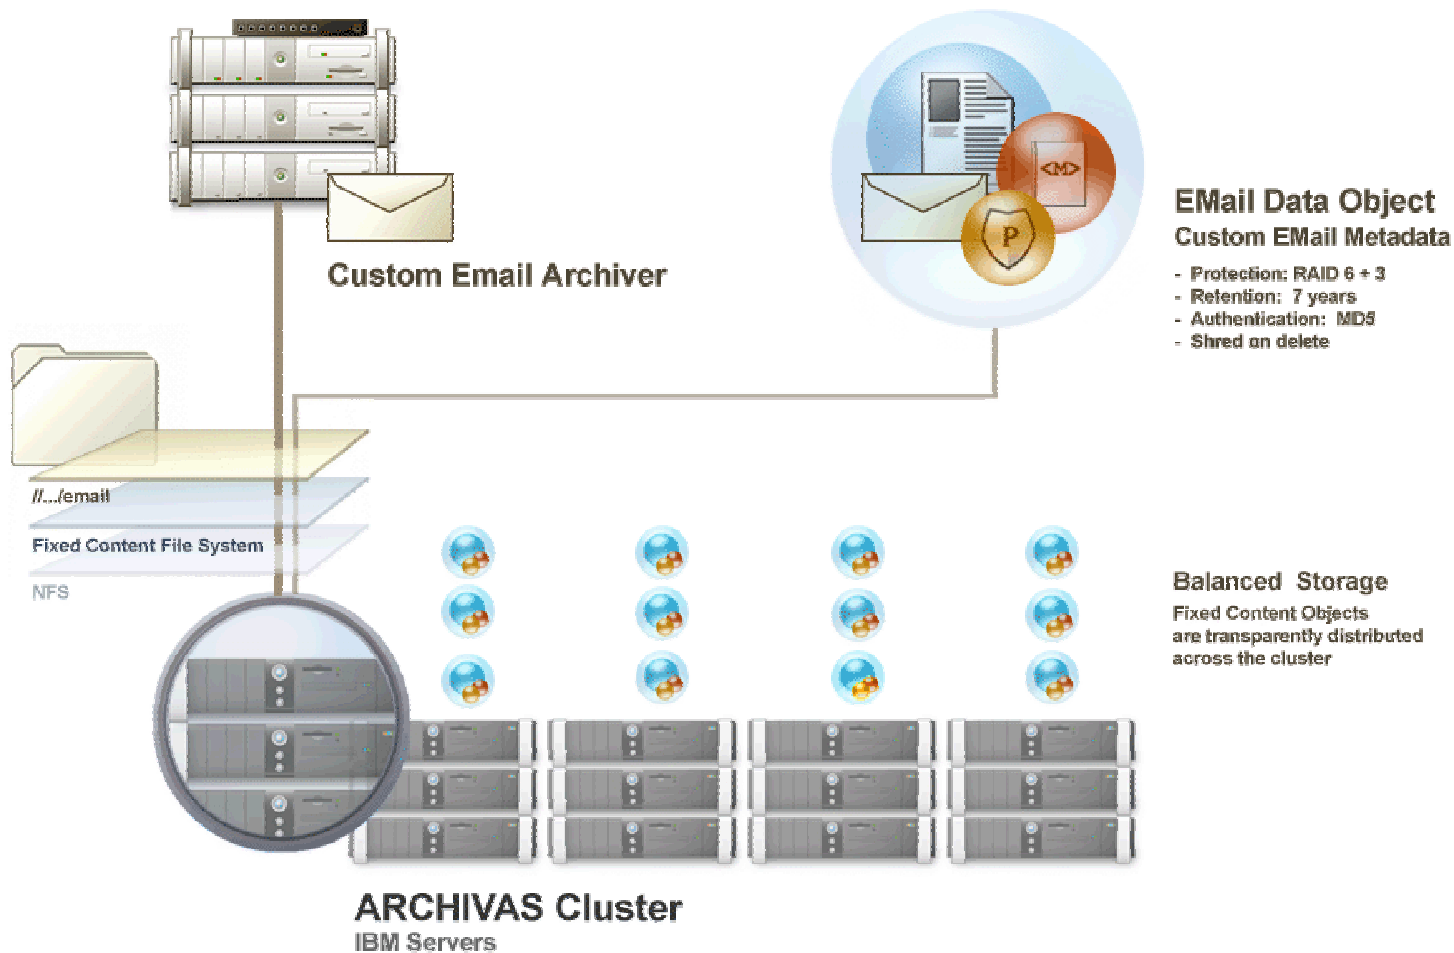 EMail Data Object
Custom EMail Metadata
- Protection: RAID 6 + 3
- Retention: 7 years
- Authentication: MD5
- Shred on delete
<M>
P
Custom Email Archiver
//.../email
Fixed Content File System
NFS
Balanced Storage
Fixed Content Objects
are transparently distributed
across the cluster
ARCHIVAS Cluster
IBM Servers